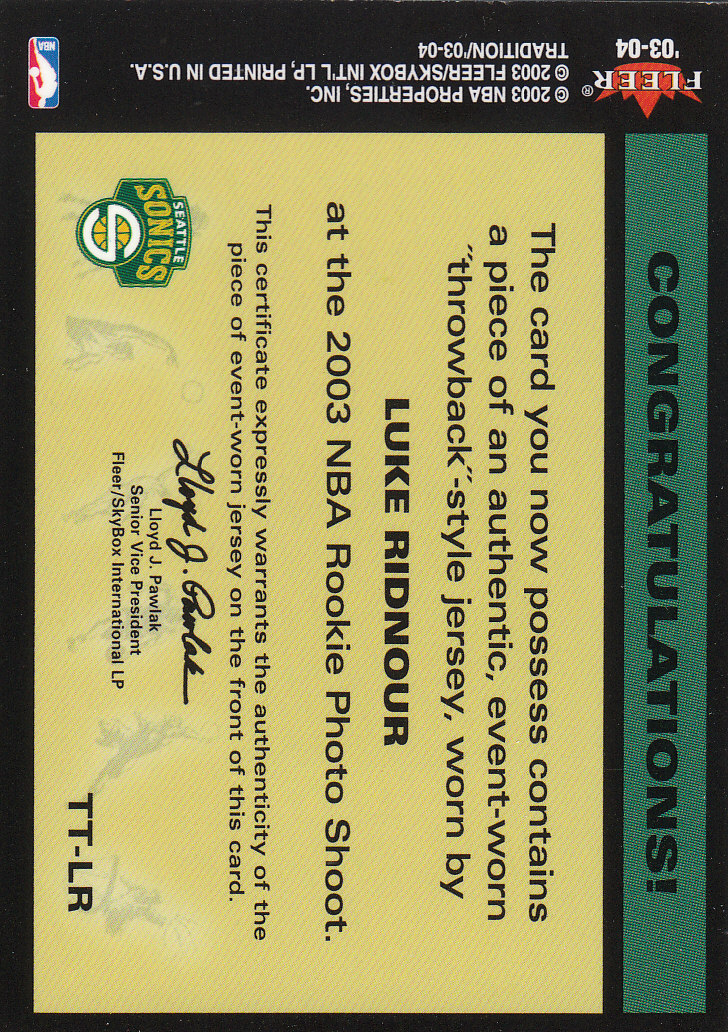 CONGRATULATIONS!
The card you now possess contains
a piece of an authentic, event-worn
"throwback"-style jersey, worn by
LUKE RIDNOUR
at the 2003 NBA Rookie Photo Shoot.
This certificate expressly warrants the authenticity of the
piece of event-worn jersey on the front of this card.
SEATTLE
SONICS
Lloyd J. Pawlak
Lloyd J. Pawlak
Senior Vice President
Fleer/SkyBox International LP
TT-LR
FLEER®
'03-04
© 2003 NBA PROPERTIES, INC.
© 2003 FLEER/SKYBOX INT'L LP, PRINTED IN U.S.A.
TRADITION/'03-04
NBA